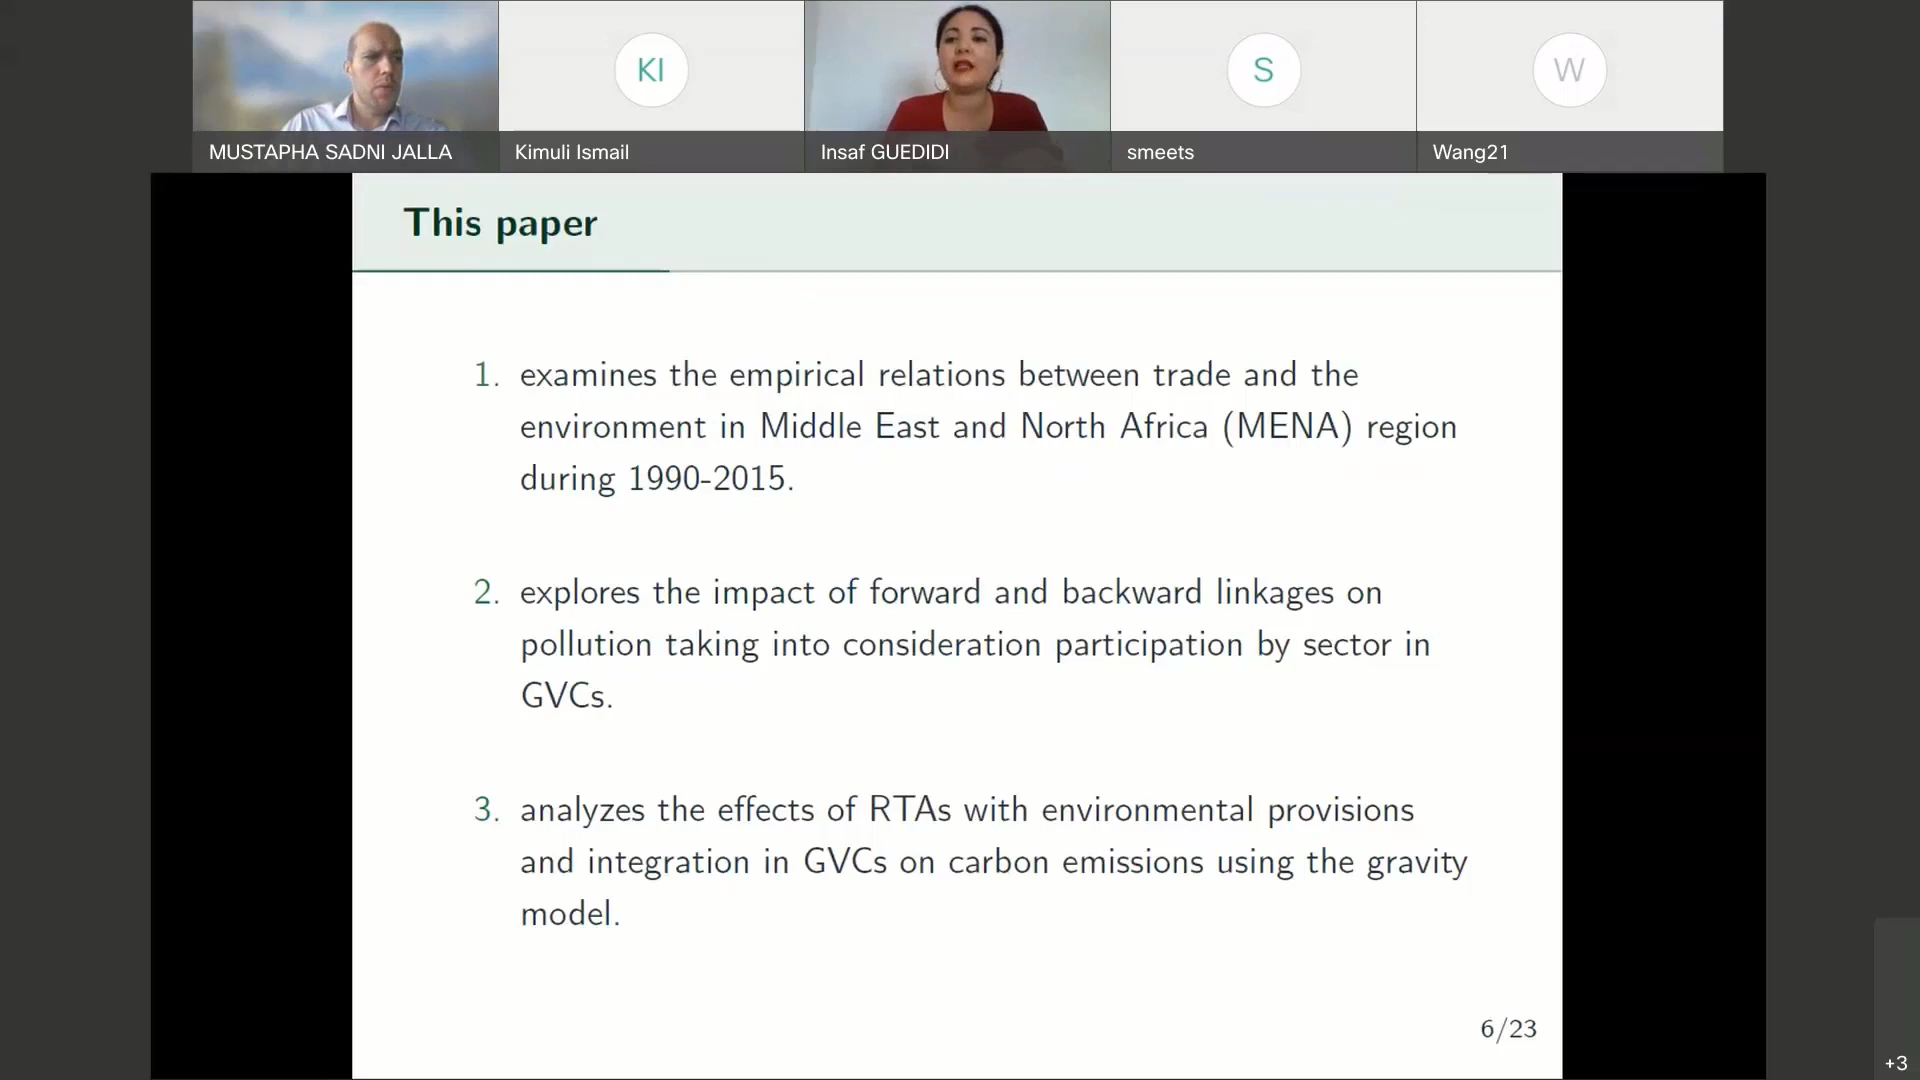 KI
S
W
MUSTAPHA SADNI JALLA
Kimuli Ismail
Insaf GUEDIDI
smeets
Wang21
This paper
1. examines the empirical relations between trade and the
environment in Middle East and North Africa (MENA) region
during 1990-2015.
2. explores the impact of forward and backward linkages on
pollution taking into consideration participation by sector in
GVCs.
3. analyzes the effects of RTAs with environmental provisions
and integration in GVCs on carbon emissions using the gravity
model.
6/23
+3